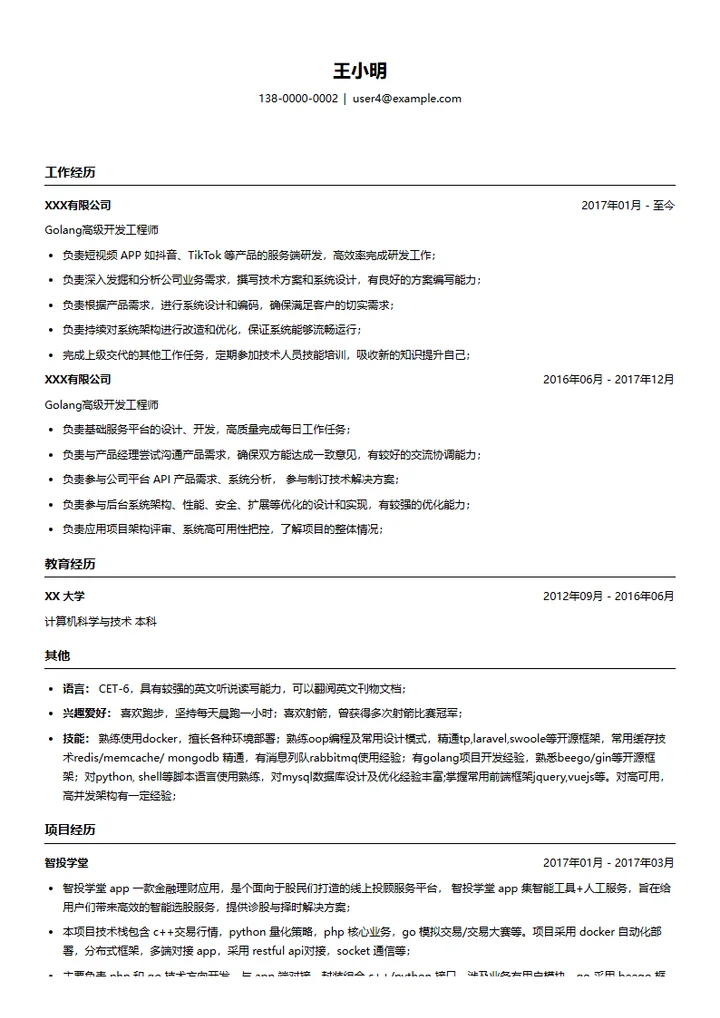 王小明
138-0000-0002 | user4@example.com
工作经历
XXX有限公司 2017年01月 - 至今
Golang高级开发工程师
• 负责短视频 APP 如抖音、TikTok 等产品的服务端研发，高效率完成研发工作；
• 负责深入发掘和分析公司业务需求，撰写技术方案和系统设计，有良好的方案编写能力；
• 负责根据产品需求，进行系统设计和编码，确保满足客户的切实需求；
• 负责持续对系统架构进行改造和优化，保证系统能够流畅运行；
• 完成上级交代的其他工作任务，定期参加技术人员技能培训，吸收新的知识提升自己；
XXX有限公司 2016年06月 - 2017年12月
Golang高级开发工程师
• 负责基础服务平台的设计、开发，高质量完成每日工作任务；
• 负责与产品经理尝试沟通产品需求，确保双方能达成一致意见，有较好的交流协调能力；
• 负责参与公司平台 API 产品需求、系统分析， 参与制订技术解决方案；
• 负责参与后台系统架构、性能、安全、扩展等优化的设计和实现，有较强的优化能力；
• 负责应用项目架构评审、系统高可用性把控，了解项目的整体情况；
教育经历
XX 大学 2012年09月 - 2016年06月
计算机科学与技术 本科
其他
• 语言： CET-6，具有较强的英文听说读写能力，可以翻阅英文刊物文档；
• 兴趣爱好： 喜欢跑步，坚持每天晨跑一小时；喜欢射箭，曾获得多次射箭比赛冠军；
• 技能： 熟练使用docker，擅长各种环境部署；熟练oop编程及常用设计模式，精通tp,laravel,swoole等开源框架，常用缓存技
术redis/memcache/ mongodb 精通，有消息列队rabbitmq使用经验；有golang项目开发经验，熟悉beego/gin等开源框
架；对python, shell等脚本语言使用熟练，对mysql数据库设计及优化经验丰富;掌握常用前端框架jquery,vuejs等。对高可用，
高并发架构有一定经验；
项目经历
智投学堂 2017年01月 - 2017年03月
• 智投学堂 app 一款金融理财应用，是个面向于股民们打造的线上投顾服务平台， 智投学堂 app 集智能工具+人工服务，旨在给
用户们带来高效的智能选股服务，提供诊股与择时解决方案；
• 本项目技术栈包含 c++交易行情，python 量化策略，php 核心业务，go 模拟交易/交易大赛等。项目采用 docker 自动化部
署，分布式框架，多端对接 app，采用 restful api对接，socket 通信等；
• 主要负责 php 和 go 技术方向开发，与 app 端对接，封装组合 c++/python 接口，涉及业务有用户模块，go 采用 beego 框